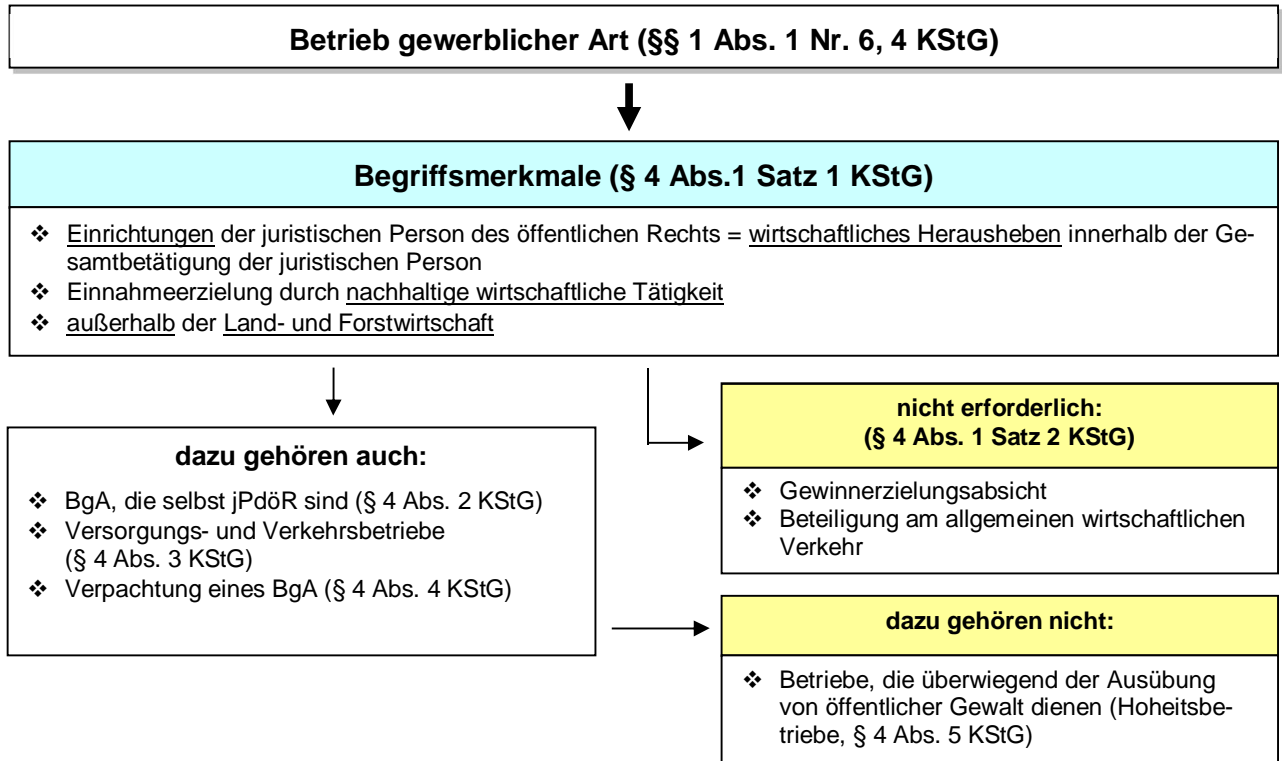 Betrieb gewerblicher Art (§§ 1 Abs. 1 Nr. 6, 4 KStG)
Begriffsmerkmale (§ 4 Abs.1 Satz 1 KStG)
❖ Einrichtungen der juristischen Person des öffentlichen Rechts = wirtschaftliches Herausheben innerhalb der Ge-
samtbetätigung der juristischen Person
❖ Einnahmeerzielung durch nachhaltige wirtschaftliche Tätigkeit
❖ außerhalb der Land- und Forstwirtschaft
dazu gehören auch:
❖ BgA, die selbst jPdöR sind (§ 4 Abs. 2 KStG)
❖ Versorgungs- und Verkehrsbetriebe
(§ 4 Abs. 3 KStG)
❖ Verpachtung eines BgA (§ 4 Abs. 4 KStG)
nicht erforderlich:
(§ 4 Abs. 1 Satz 2 KStG)
❖ Gewinnerzielungsabsicht
❖ Beteiligung am allgemeinen wirtschaftlichen
Verkehr
dazu gehören nicht:
❖ Betriebe, die überwiegend der Ausübung
von öffentlicher Gewalt dienen (Hoheitsbe-
triebe, § 4 Abs. 5 KStG)